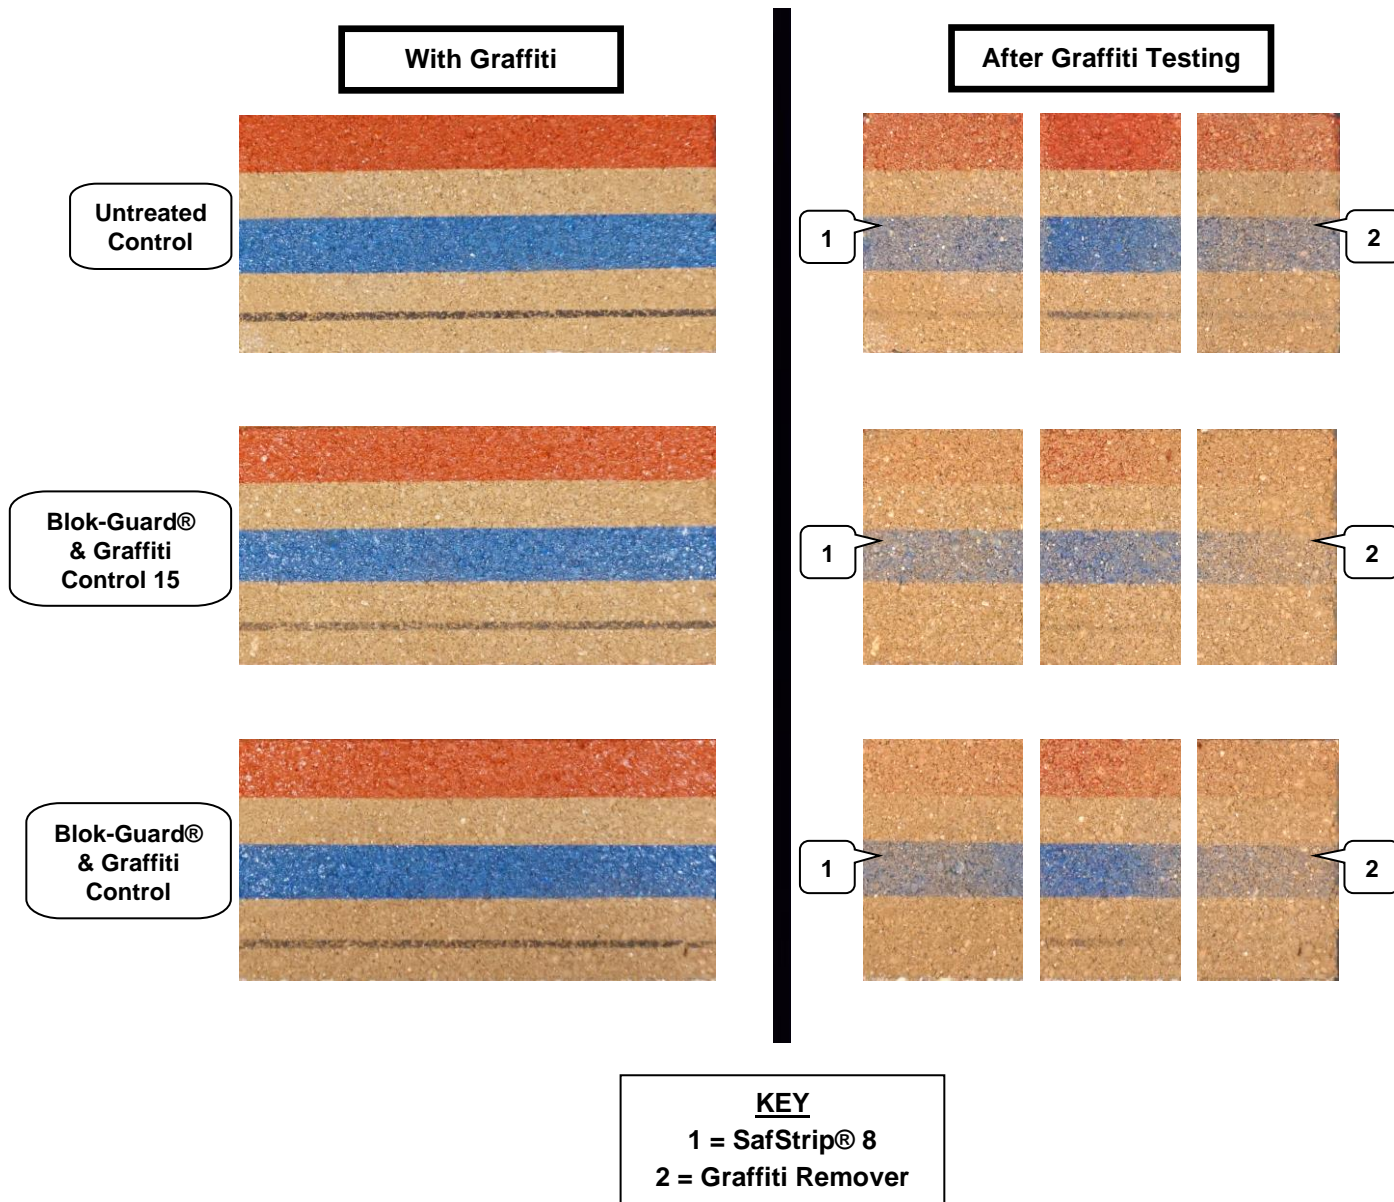 With Graffiti
After Graffiti Testing
Untreated
Control
1
2
Blok-Guard®
& Graffiti
Control 15
1
2
Blok-Guard®
& Graffiti
Control
1
2
KEY
1 = SafStrip® 8
2 = Graffiti Remover